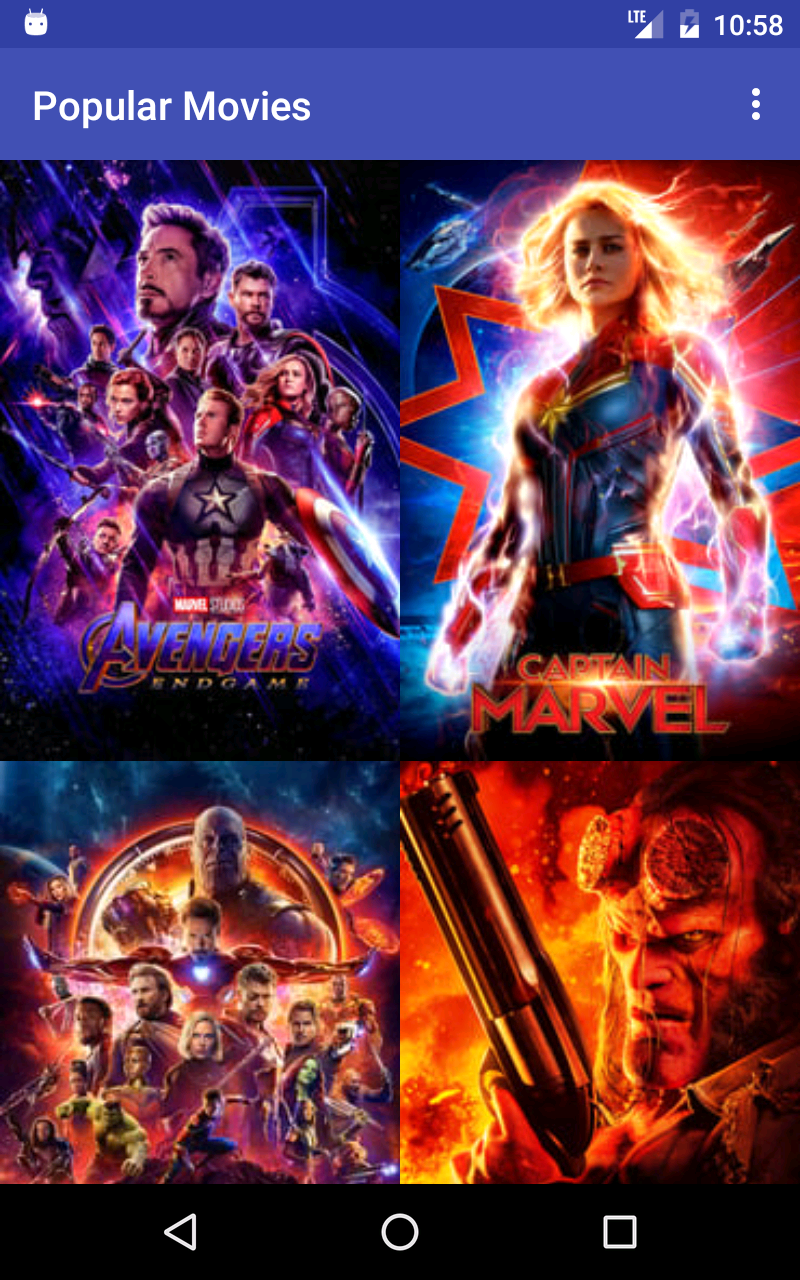 LTE 10:58
Popular Movies
MARVEL STUDIOS
AVENGERS
ENDGAME
CAPTAIN
MARVEL